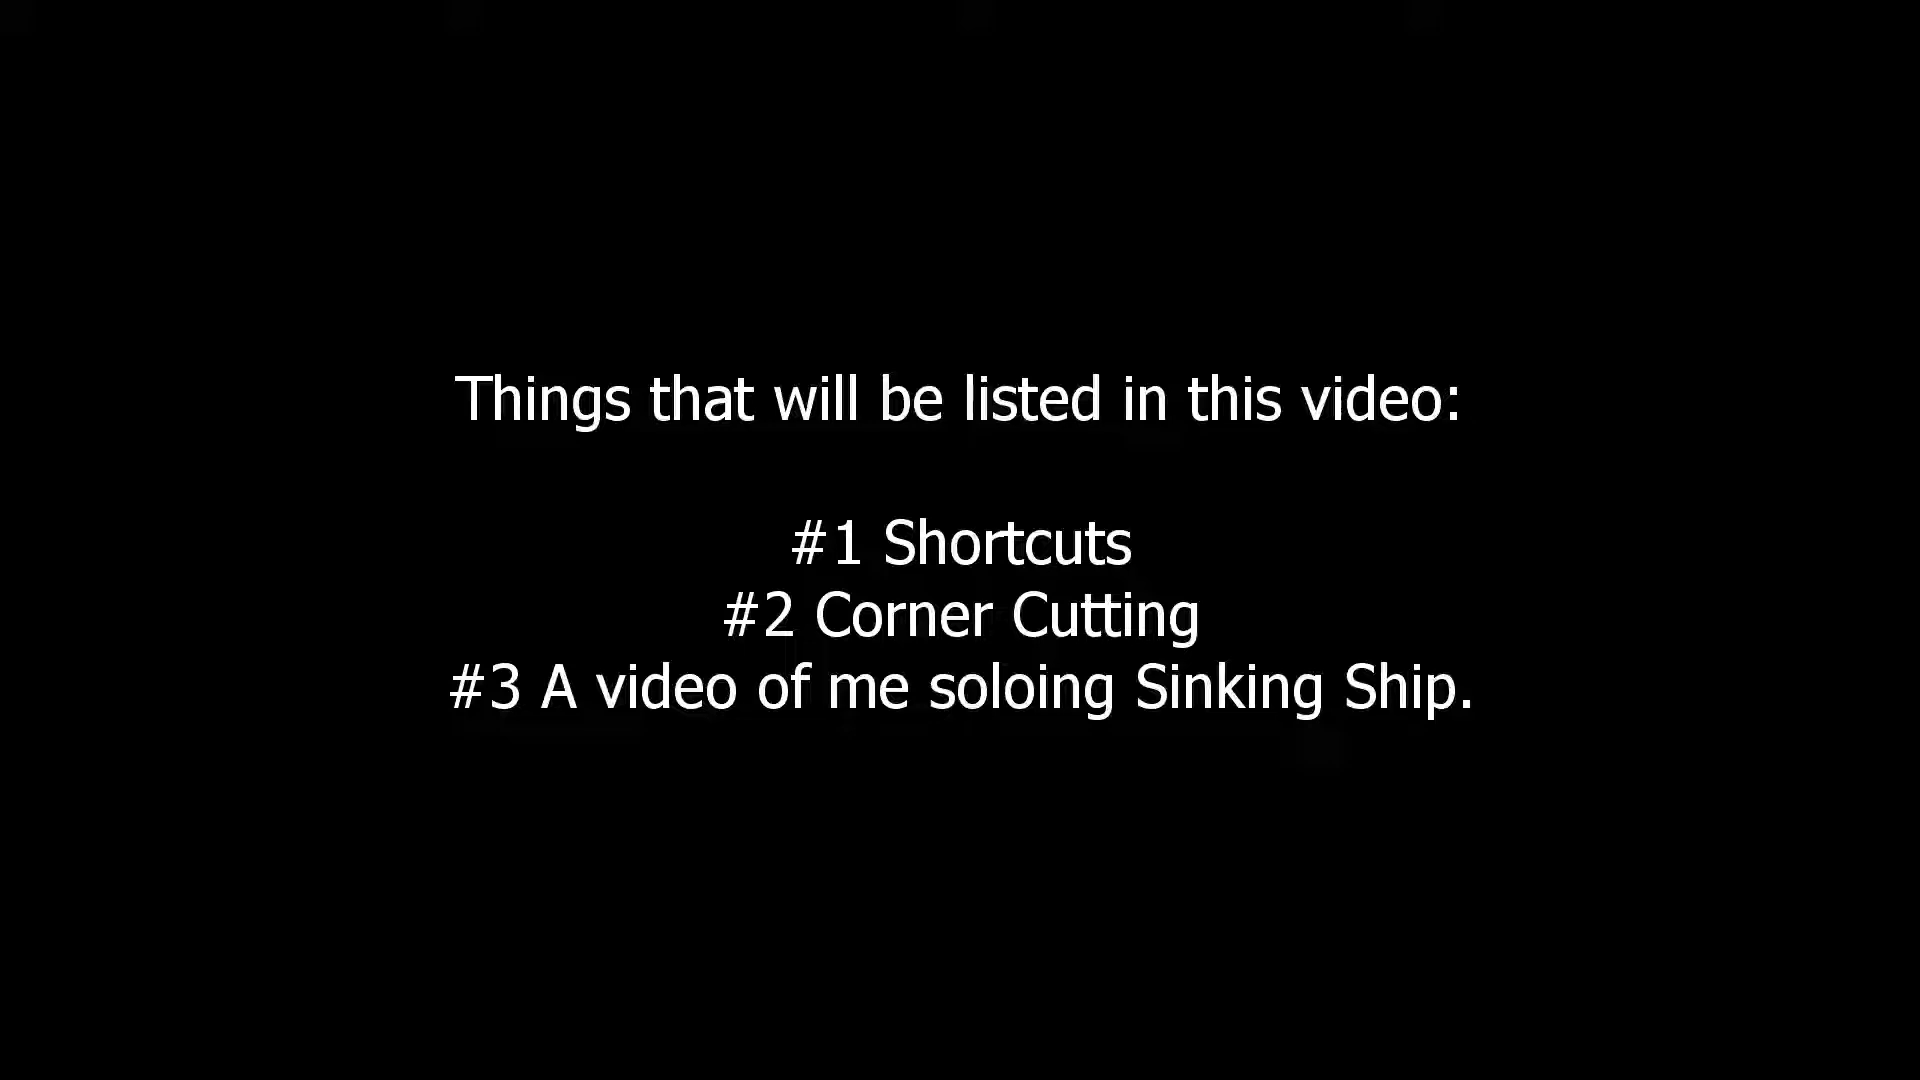 Things that will be listed in this video:
#1 Shortcuts
#2 Corner Cutting
#3 A video of me soloing Sinking Ship.